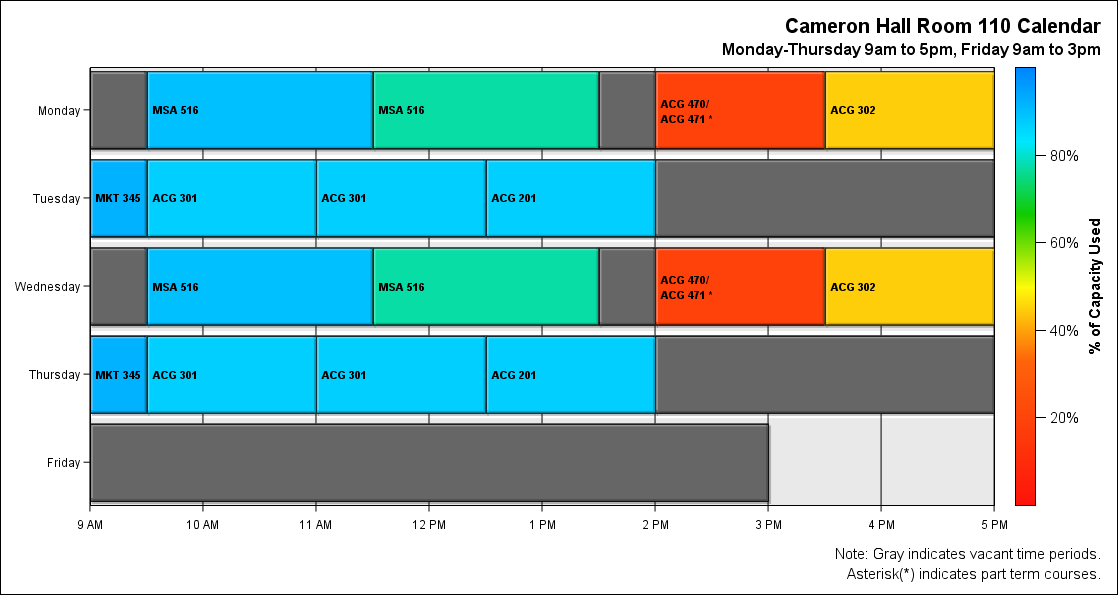 Cameron Hall Room 110 Calendar
Monday-Thursday 9am to 5pm, Friday 9am to 3pm
Monday
MSA 516
MSA 516
ACG 470/
ACG 471 *
ACG 302
Tuesday
MKT 345
ACG 301
ACG 301
ACG 201
Wednesday
MSA 516
MSA 516
ACG 470/
ACG 471 *
ACG 302
Thursday
MKT 345
ACG 301
ACG 301
ACG 201
Friday
9 AM
10 AM
11 AM
12 PM
1 PM
2 PM
3 PM
4 PM
5 PM
80%
60%
40%
20%
% of Capacity Used
Note: Gray indicates vacant time periods.
Asterisk(*) indicates part term courses.